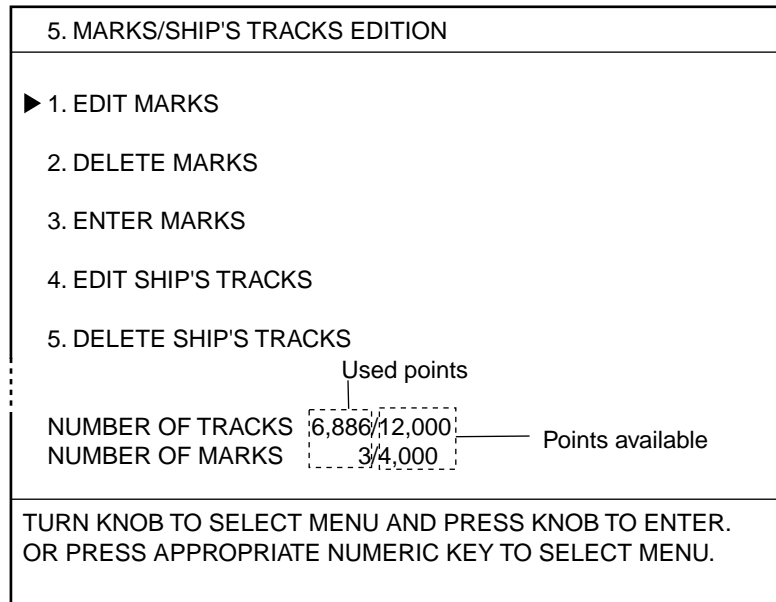 5. MARKS/SHIP'S TRACKS EDITION
1. EDIT MARKS
2. DELETE MARKS
3. ENTER MARKS
4. EDIT SHIP'S TRACKS
5. DELETE SHIP'S TRACKS
Used points
NUMBER OF TRACKS 6,886/12,000
Points available
NUMBER OF MARKS 3/4,000
TURN KNOB TO SELECT MENU AND PRESS KNOB TO ENTER.
OR PRESS APPROPRIATE NUMERIC KEY TO SELECT MENU.